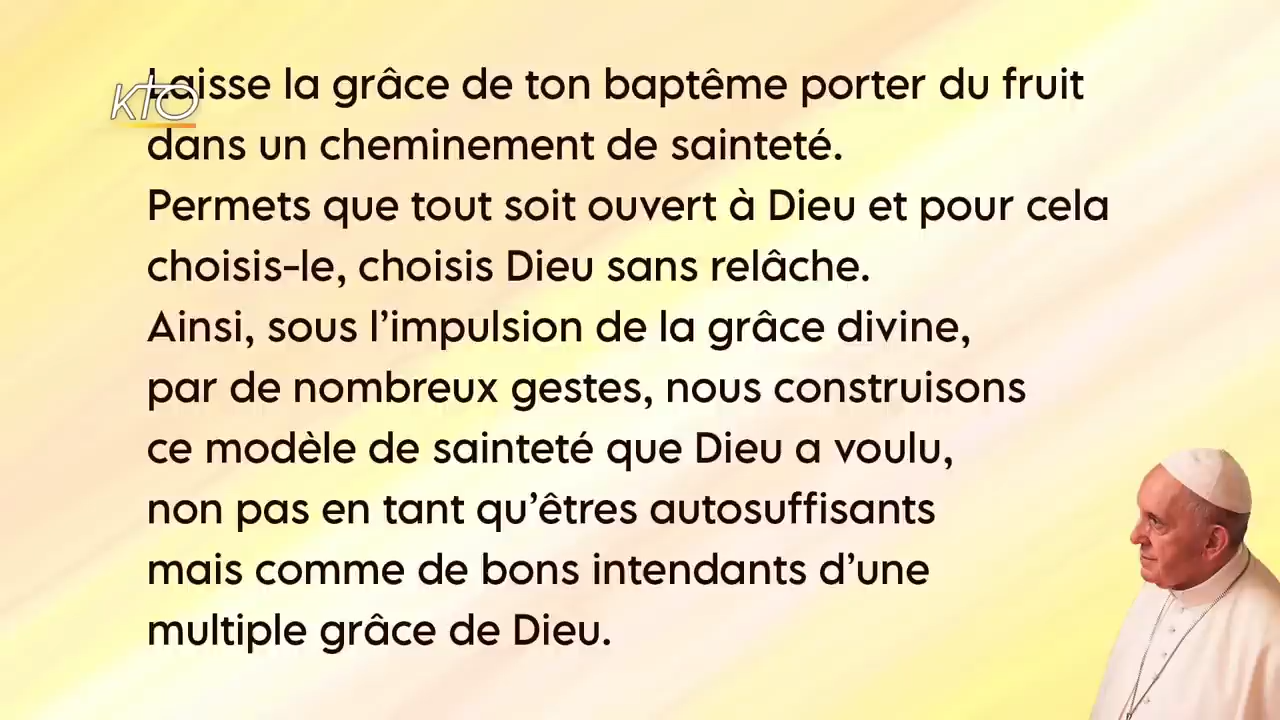 KTO
Laisse la grâce de ton baptême porter du fruit
dans un cheminement de sainteté.
Permets que tout soit ouvert à Dieu et pour cela
choisis-le, choisis Dieu sans relâche.
Ainsi, sous l’impulsion de la grâce divine,
par de nombreux gestes, nous construisons
ce modèle de sainteté que Dieu a voulu,
non pas en tant qu’êtres autosuffisants
mais comme de bons intendants d’une
multiple grâce de Dieu.